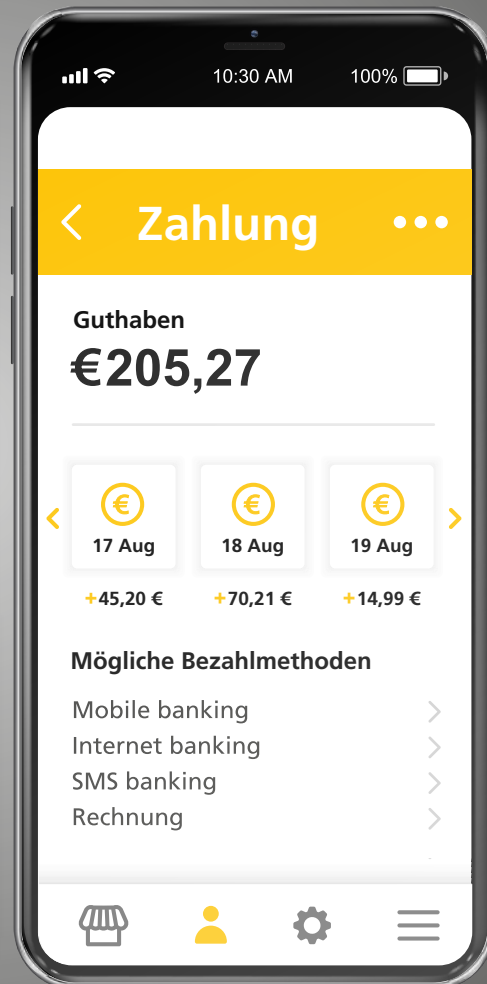 10:30 AM 100%
Zahlung
Guthaben
€205,27
€ € €
17 Aug 18 Aug 19 Aug
+45,20 € +70,21 € +14,99 €
Mögliche Bezahlmethoden
Mobile banking
Internet banking
SMS banking
Rechnung